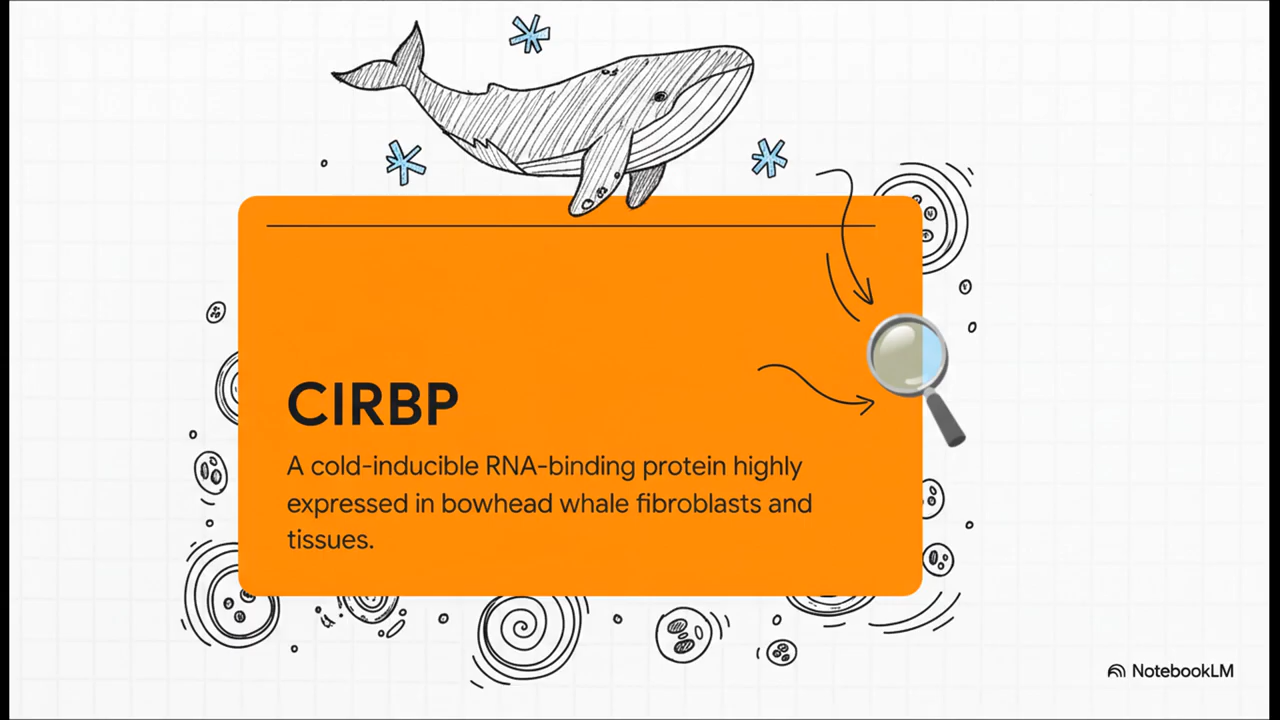 CIRBP
A cold-inducible RNA-binding protein highly
expressed in bowhead whale fibroblasts and
tissues.
NotebookLM